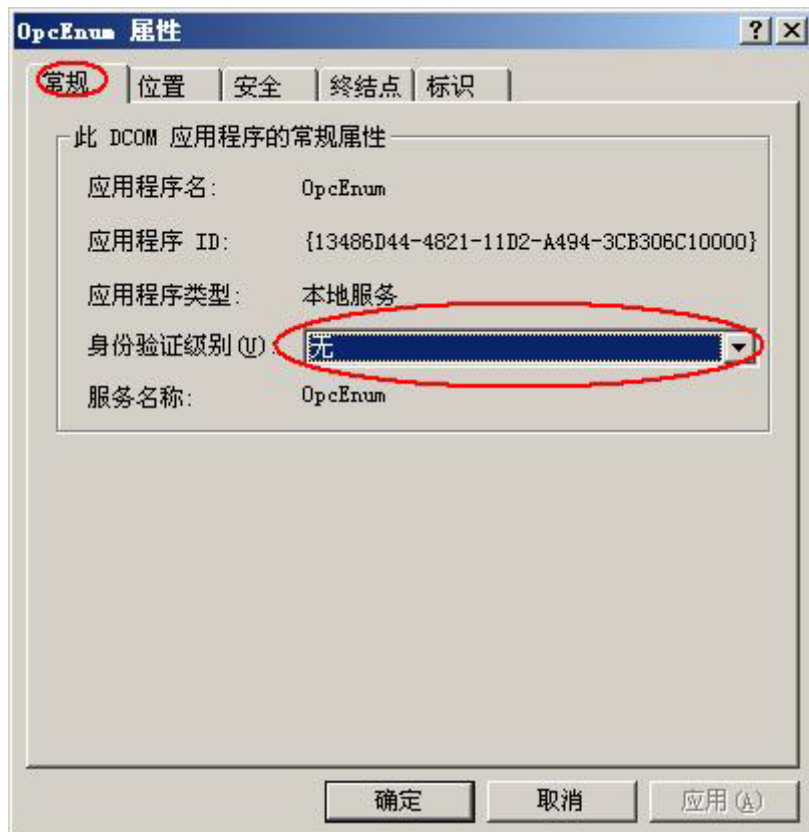 OpcEnum 属性
常规 位置 安全 终结点 标识
此 DCOM 应用程序的常规属性
应用程序名: OpcEnum
应用程序 ID: {13486D44-4821-11D2-A494-3CB306C10000}
应用程序类型: 本地服务
身份验证级别(U): 无
服务名称: OpcEnum
确定 取消 应用(A)